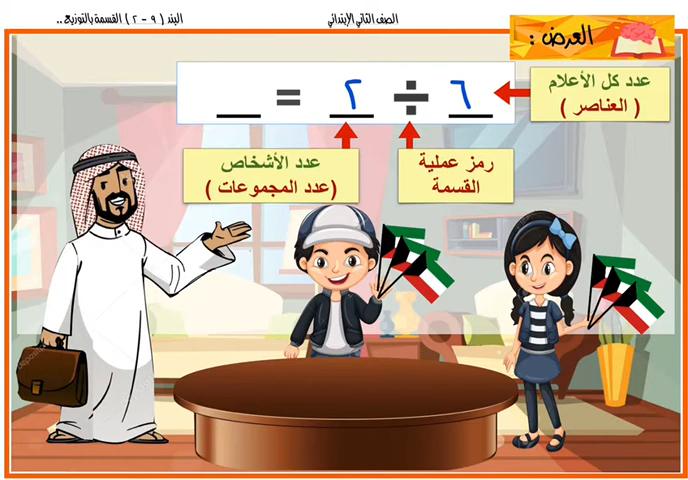 البند ( ٩ - ٢ ) القسمة بالتوزيع ..
الصف الثاني الإبتدائي
العرض :
٦ ÷ ٢ = __
عدد كل الأعلام
( العناصر )
رمز عملية
القسمة
عدد الأشخاص
(عدد المجموعات )